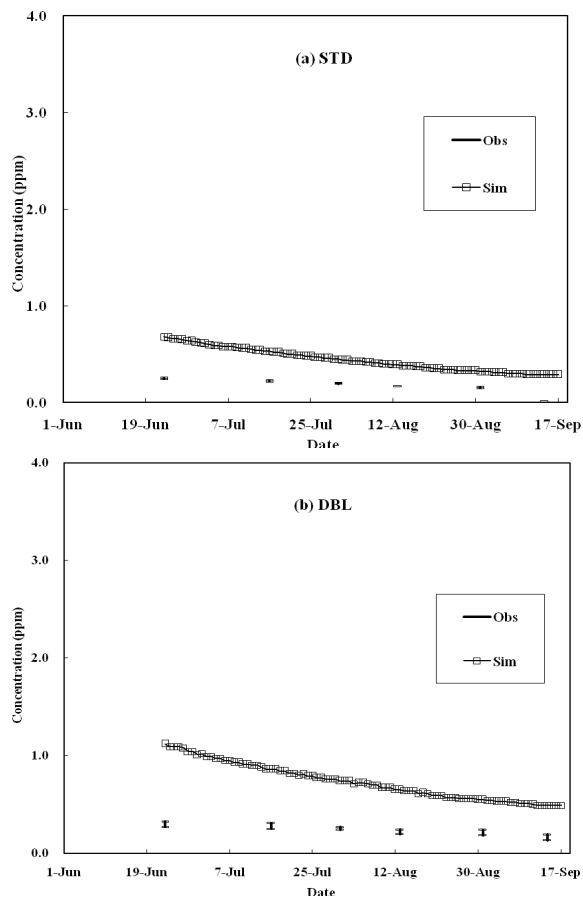 4.0
(a) STD
3.0
Obs
Sim
2.0
Concentration (ppm)
1.0
0.0
1-Jun 19-Jun 7-Jul 25-Jul 12-Aug 30-Aug 17-Sep
Date
4.0
(b) DBL
3.0
Obs
Sim
2.0
Concentration (ppm)
1.0
0.0
1-Jun 19-Jun 7-Jul 25-Jul 12-Aug 30-Aug 17-Sep
Date